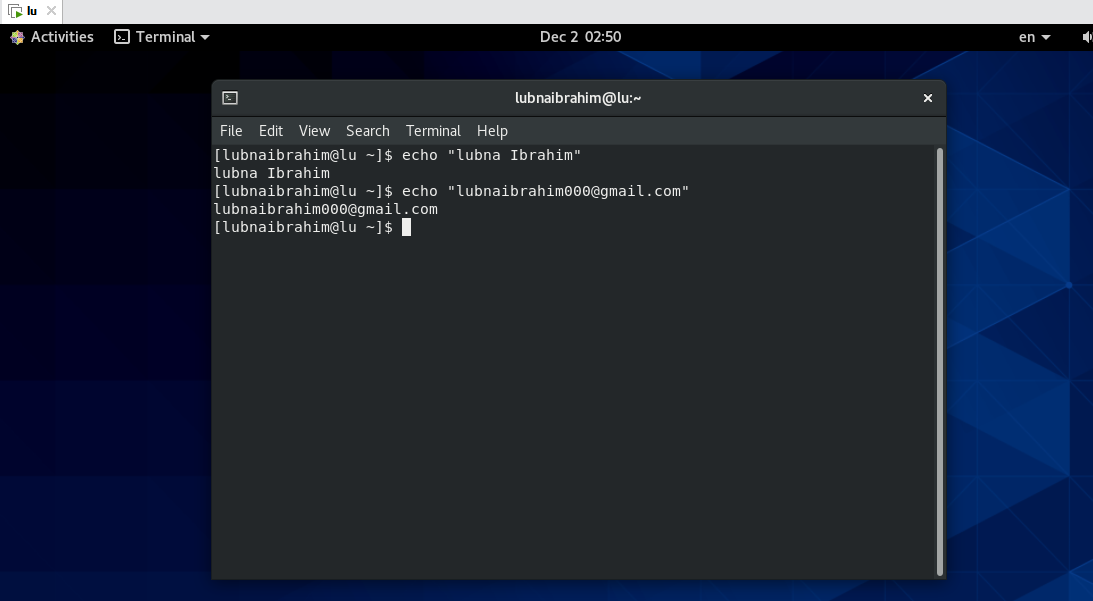 lu
Activities
Terminal
Dec 2 02:50
en
lubnaibrahim@lu:~
File Edit View Search Terminal Help
[lubnaibrahim@lu ~]$ echo "lubna Ibrahim"
lubna Ibrahim
[lubnaibrahim@lu ~]$ echo "lubnaibrahim000@gmail.com"
lubnaibrahim000@gmail.com
[lubnaibrahim@lu ~]$